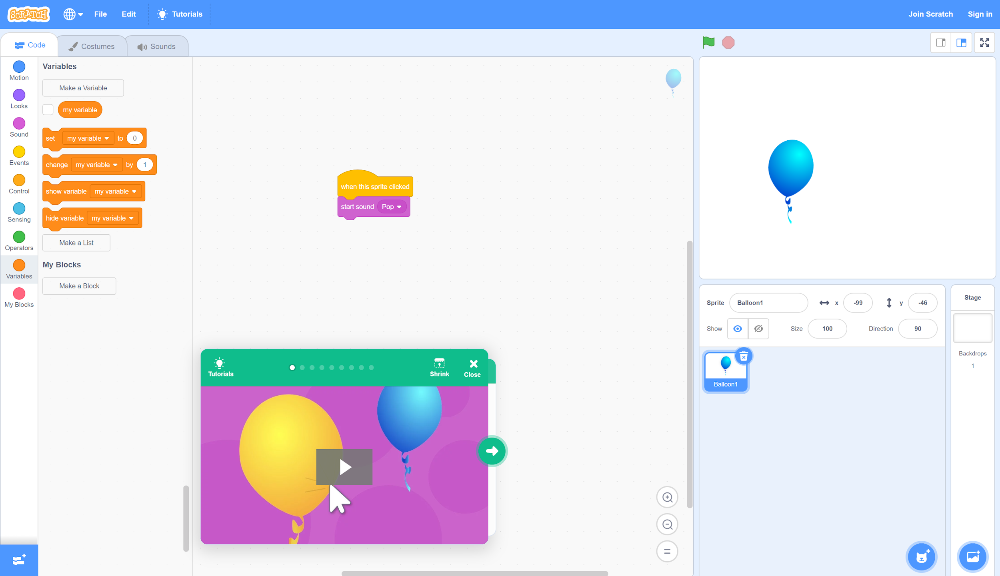 SCRATCH File Edit Tutorials Join Scratch Sign in
Code Costumes Sounds
Motion
Looks
Sound
Events
Control
Sensing
Operators
Variables
My Blocks
Variables
Make a Variable
my variable
set my variable to 0
change my variable by 1
show variable my variable
hide variable my variable
Make a List
My Blocks
Make a Block
when this sprite clicked
start sound Pop
Tutorials Shrink Close
Sprite Balloon1 x -99 y -46
Show Size 100 Direction 90
Balloon1
Stage
Backdrops
1